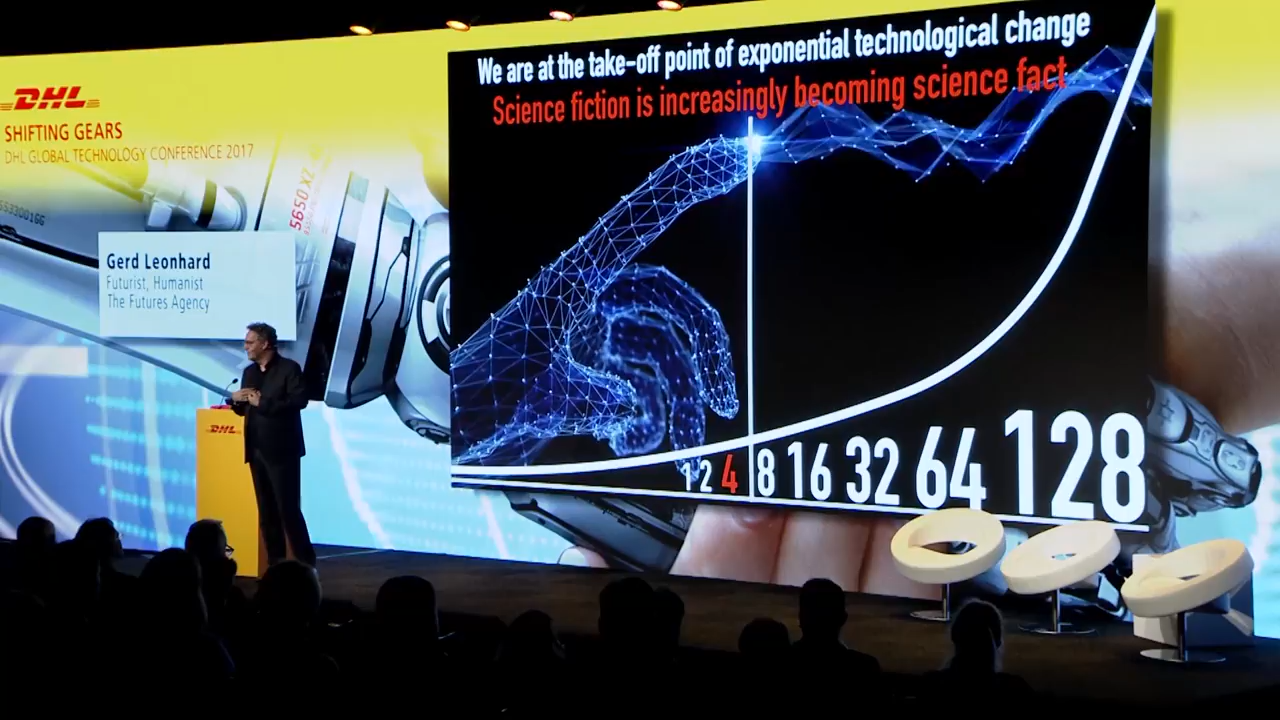 DHL
SHIFTING GEARS
DHL GLOBAL TECHNOLOGY CONFERENCE 2017
5650 XZ
Gerd Leonhard
Futurist, Humanist
The Futures Agency
DHL
We are at the take-off point of exponential technological change
Science fiction is increasingly becoming science fact
1 2 4 8 16 32 64 128